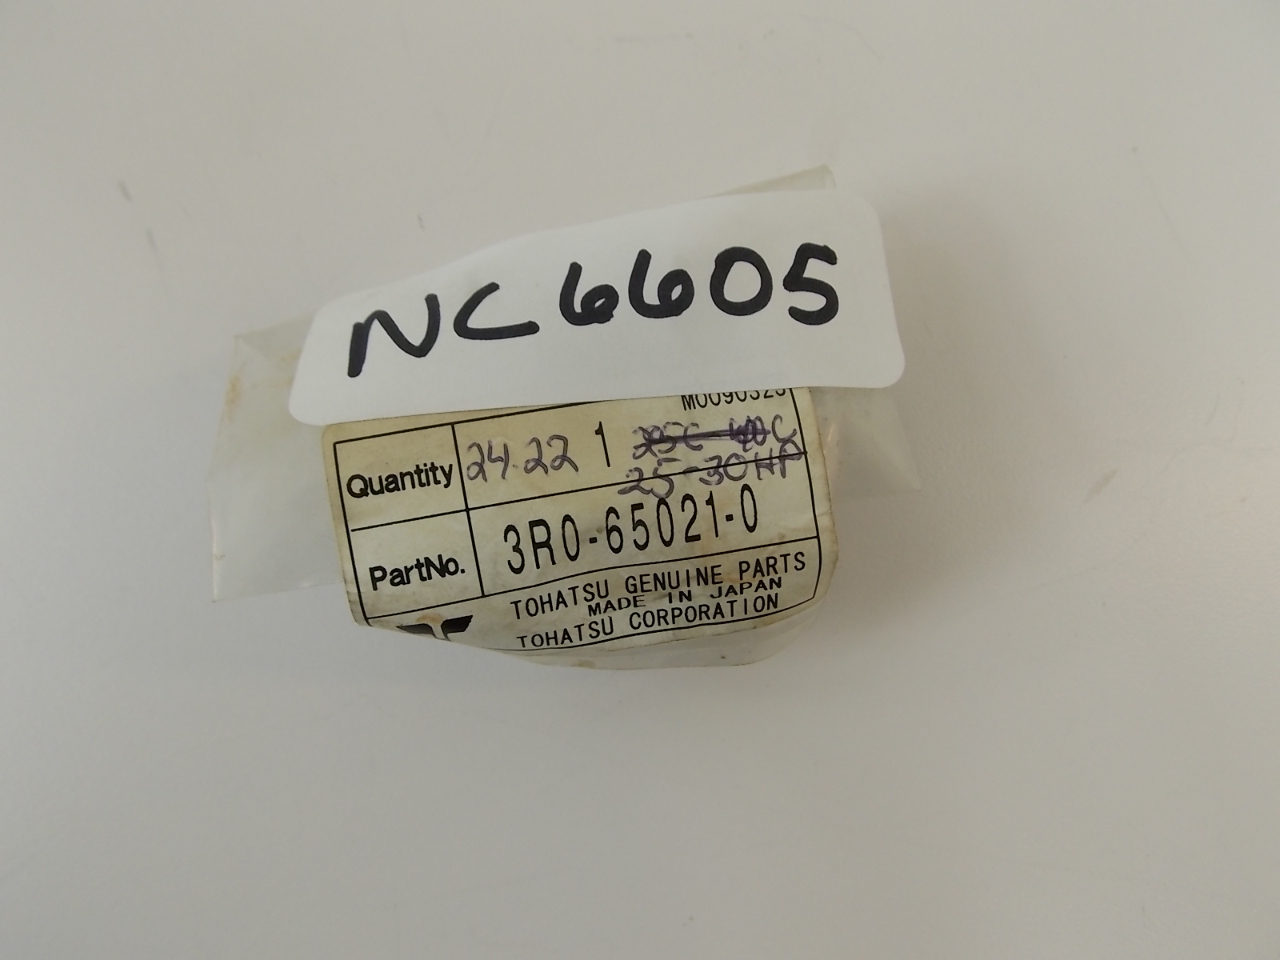 NC6605
Quantity 24.22 1 25C-40C
25-30HP
PartNo. 3R0-65021-0
TOHATSU GENUINE PARTS
MADE IN JAPAN
TOHATSU CORPORATION